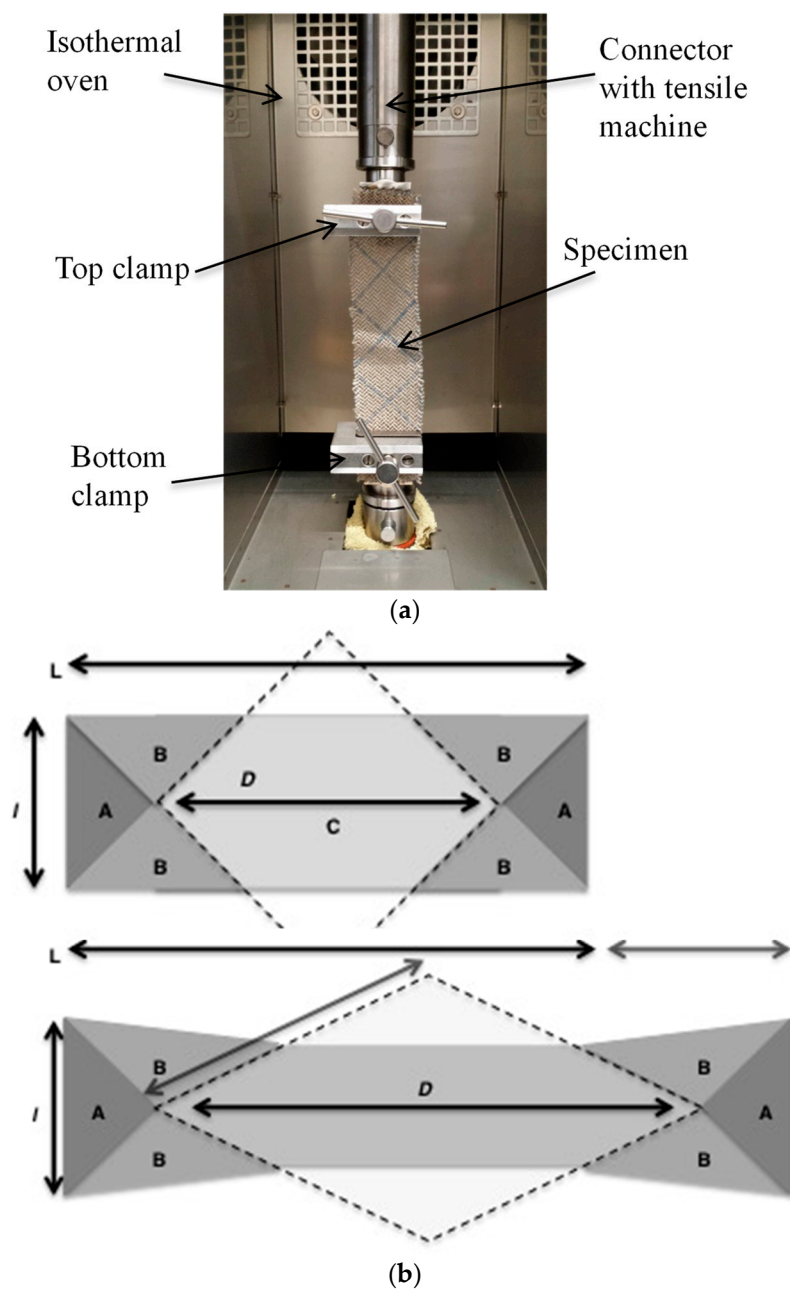 Isothermal
oven
Connector
with tensile
machine
Top clamp
Specimen
Bottom
clamp
(a)
L
B
B
D
l
A
A
C
B
B
L
B
B
D
l
A
A
B
B
(b)